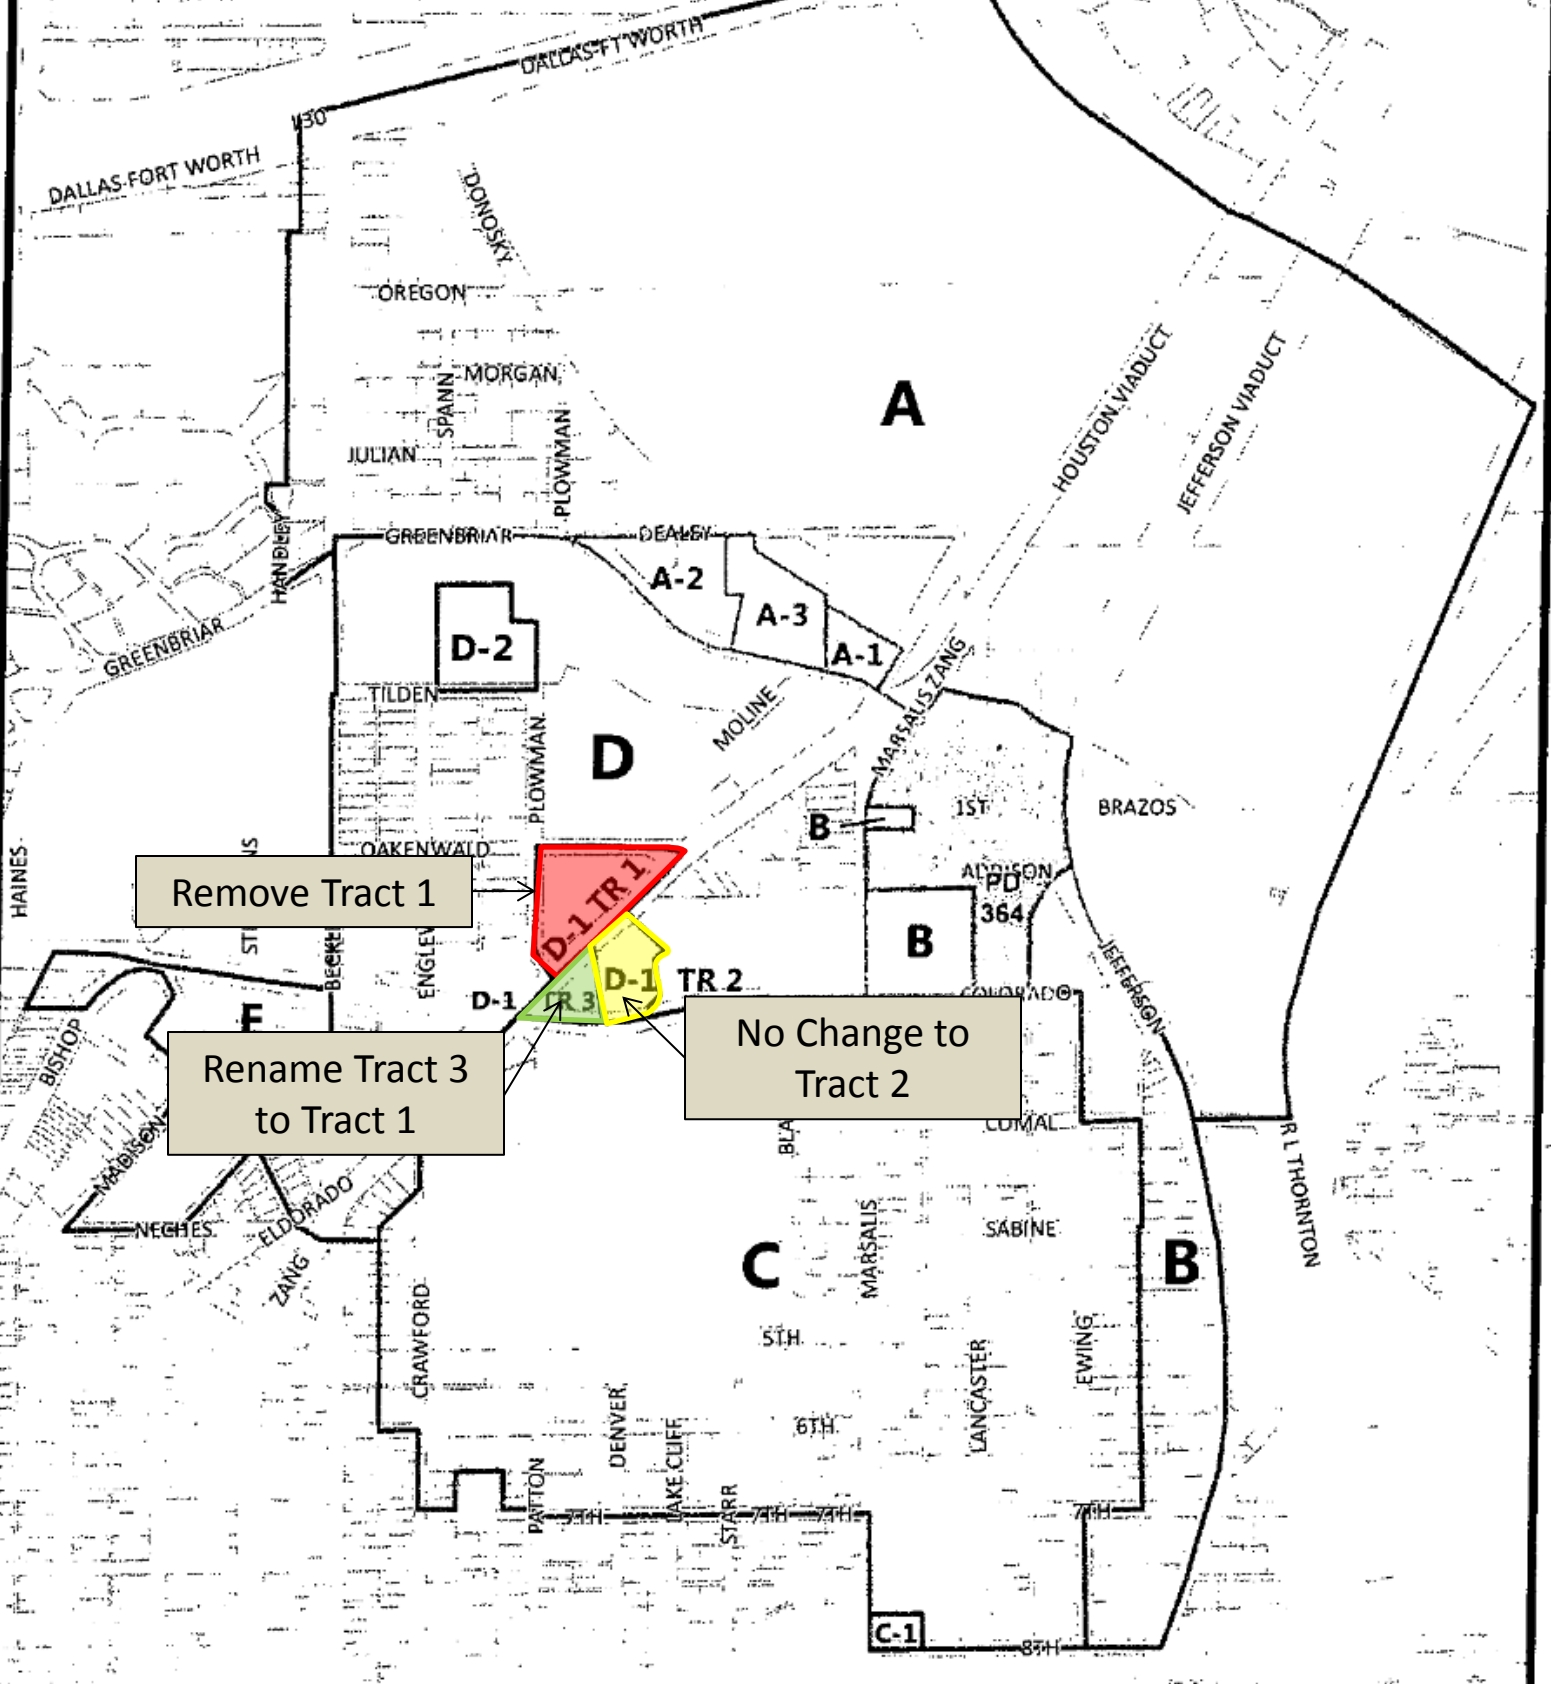 DALLAS-FT WORTH
I 30
DALLAS-FORT WORTH
DONOSKY
OREGON
MORGAN
SPANN
JULIAN
PLOWMAN
A
HOUSTON VIADUCT
JEFFERSON VIADUCT
HANDLEY
GREENBRIAR
DEALEY
A-2
A-3
A-1
GREENBRIAR
D-2
TILDEN
MOLINE
MARSALIS
ZANG
D
PLOWMAN
B
1ST
BRAZOS
OAKENWALD
HAINES
ADDISON
PD
364
Remove Tract 1
D-1 TR 1
B
JEFFERSON
D-1
TR 3
D-1
TR 2
COLORADO
BISHOP
Rename Tract 3
to Tract 1
No Change to
Tract 2
COMAL
MADISON
NECHES
ELDORADO
ZANG
R L THORNTON
MARSALIS
SABINE
C
B
CRAWFORD
5TH
LANCASTER
EWING
DENVER
LAKE CLIFF
6TH
PATTON
7TH
STARR
7TH
7TH
7TH
C-1
8TH